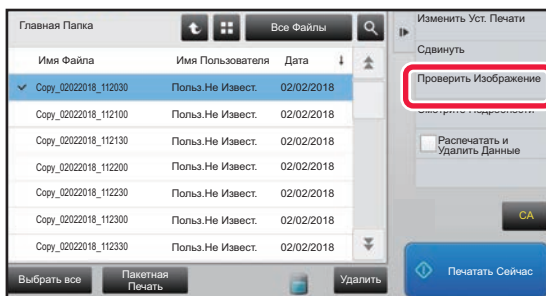 Главная Папка
Все Файлы
Имя Файла Имя Пользователя Дата
Copy_02022018_112030 Польз.Не Извест. 02/02/2018
Copy_02022018_112100 Польз.Не Извест. 02/02/2018
Copy_02022018_112130 Польз.Не Извест. 02/02/2018
Copy_02022018_112200 Польз.Не Извест. 02/02/2018
Copy_02022018_112230 Польз.Не Извест. 02/02/2018
Copy_02022018_112300 Польз.Не Извест. 02/02/2018
Copy_02022018_112330 Польз.Не Извест. 02/02/2018
Выбрать все
Пакетная
Печать
Удалить
Изменить Уст. Печати
Сдвинуть
Проверить Изображение
Смотрите Подробности
Распечатать и
Удалить Данные
CA
Печатать Сейчас